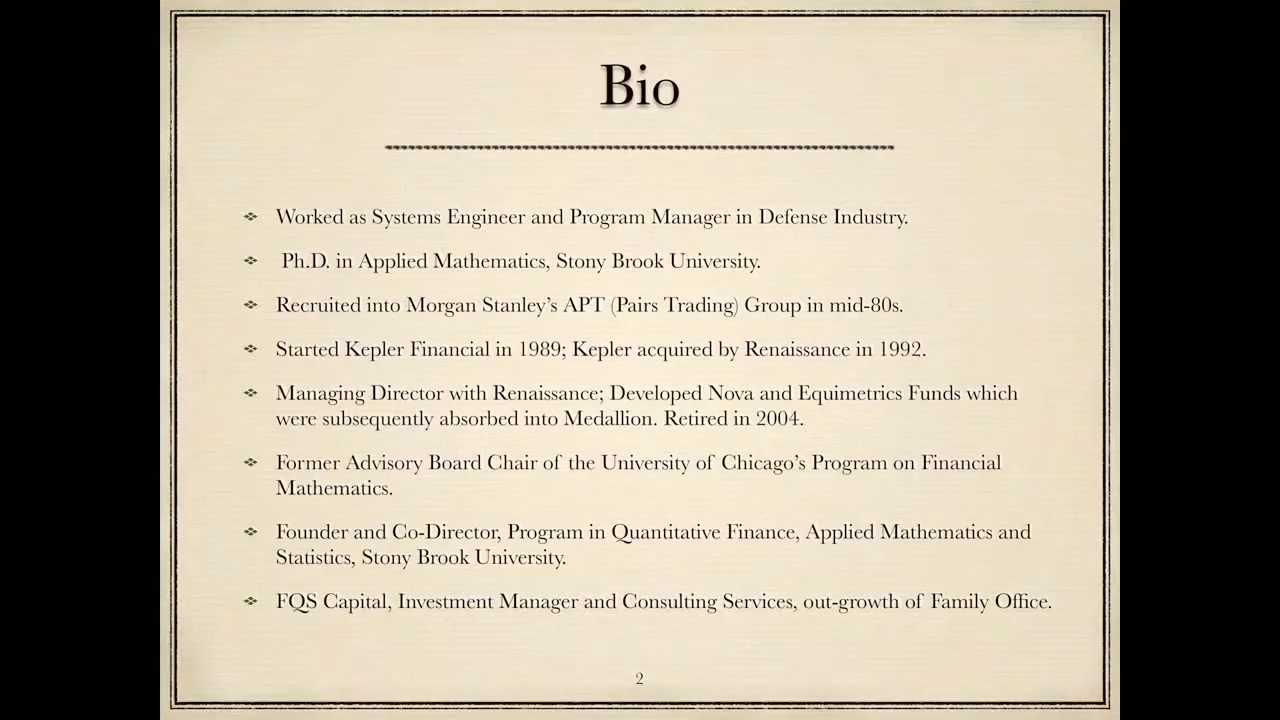 Bio
Worked as Systems Engineer and Program Manager in Defense Industry.
Ph.D. in Applied Mathematics, Stony Brook University.
Recruited into Morgan Stanley’s APT (Pairs Trading) Group in mid-80s.
Started Kepler Financial in 1989; Kepler acquired by Renaissance in 1992.
Managing Director with Renaissance; Developed Nova and Equimetrics Funds which
were subsequently absorbed into Medallion. Retired in 2004.
Former Advisory Board Chair of the University of Chicago’s Program on Financial
Mathematics.
Founder and Co-Director, Program in Quantitative Finance, Applied Mathematics and
Statistics, Stony Brook University.
FQS Capital, Investment Manager and Consulting Services, out-growth of Family Office.
2